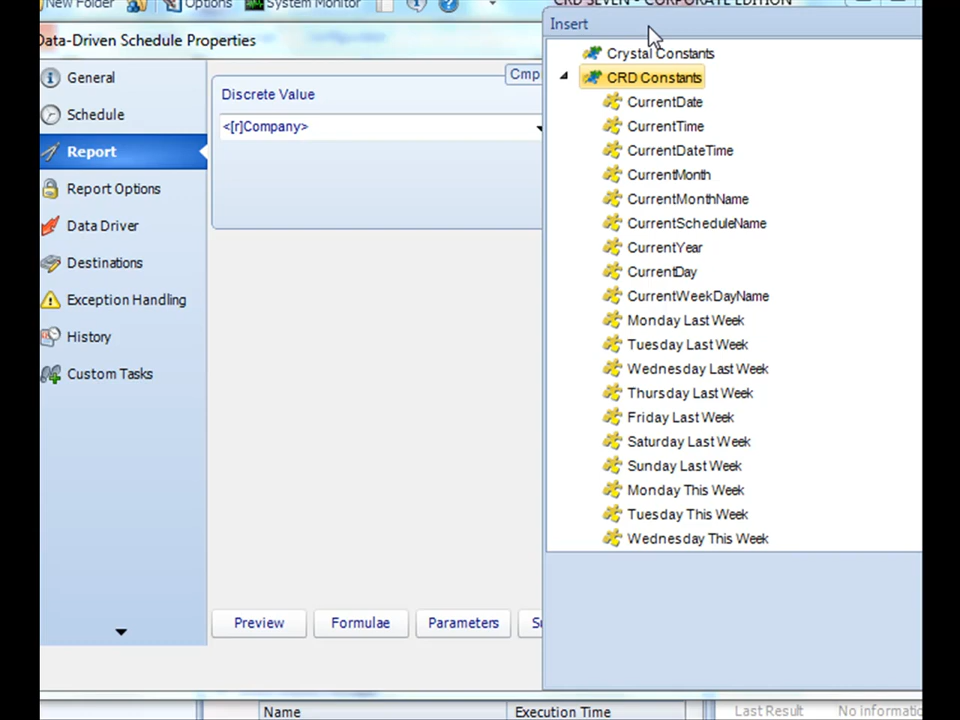 New Folder Options System Monitor
CRD SEVEN - CORPORATE EDITION
Data-Driven Schedule Properties
General
Schedule
Report
Report Options
Data Driver
Destinations
Exception Handling
History
Custom Tasks
Discrete Value
<[r]Company>
Preview Formulae Parameters
Insert
Crystal Constants
CRD Constants
CurrentDate
CurrentTime
CurrentDateTime
CurrentMonth
CurrentMonthName
CurrentScheduleName
CurrentYear
CurrentDay
CurrentWeekDayName
Monday Last Week
Tuesday Last Week
Wednesday Last Week
Thursday Last Week
Friday Last Week
Saturday Last Week
Sunday Last Week
Monday This Week
Tuesday This Week
Wednesday This Week
Name Execution Time Last Result